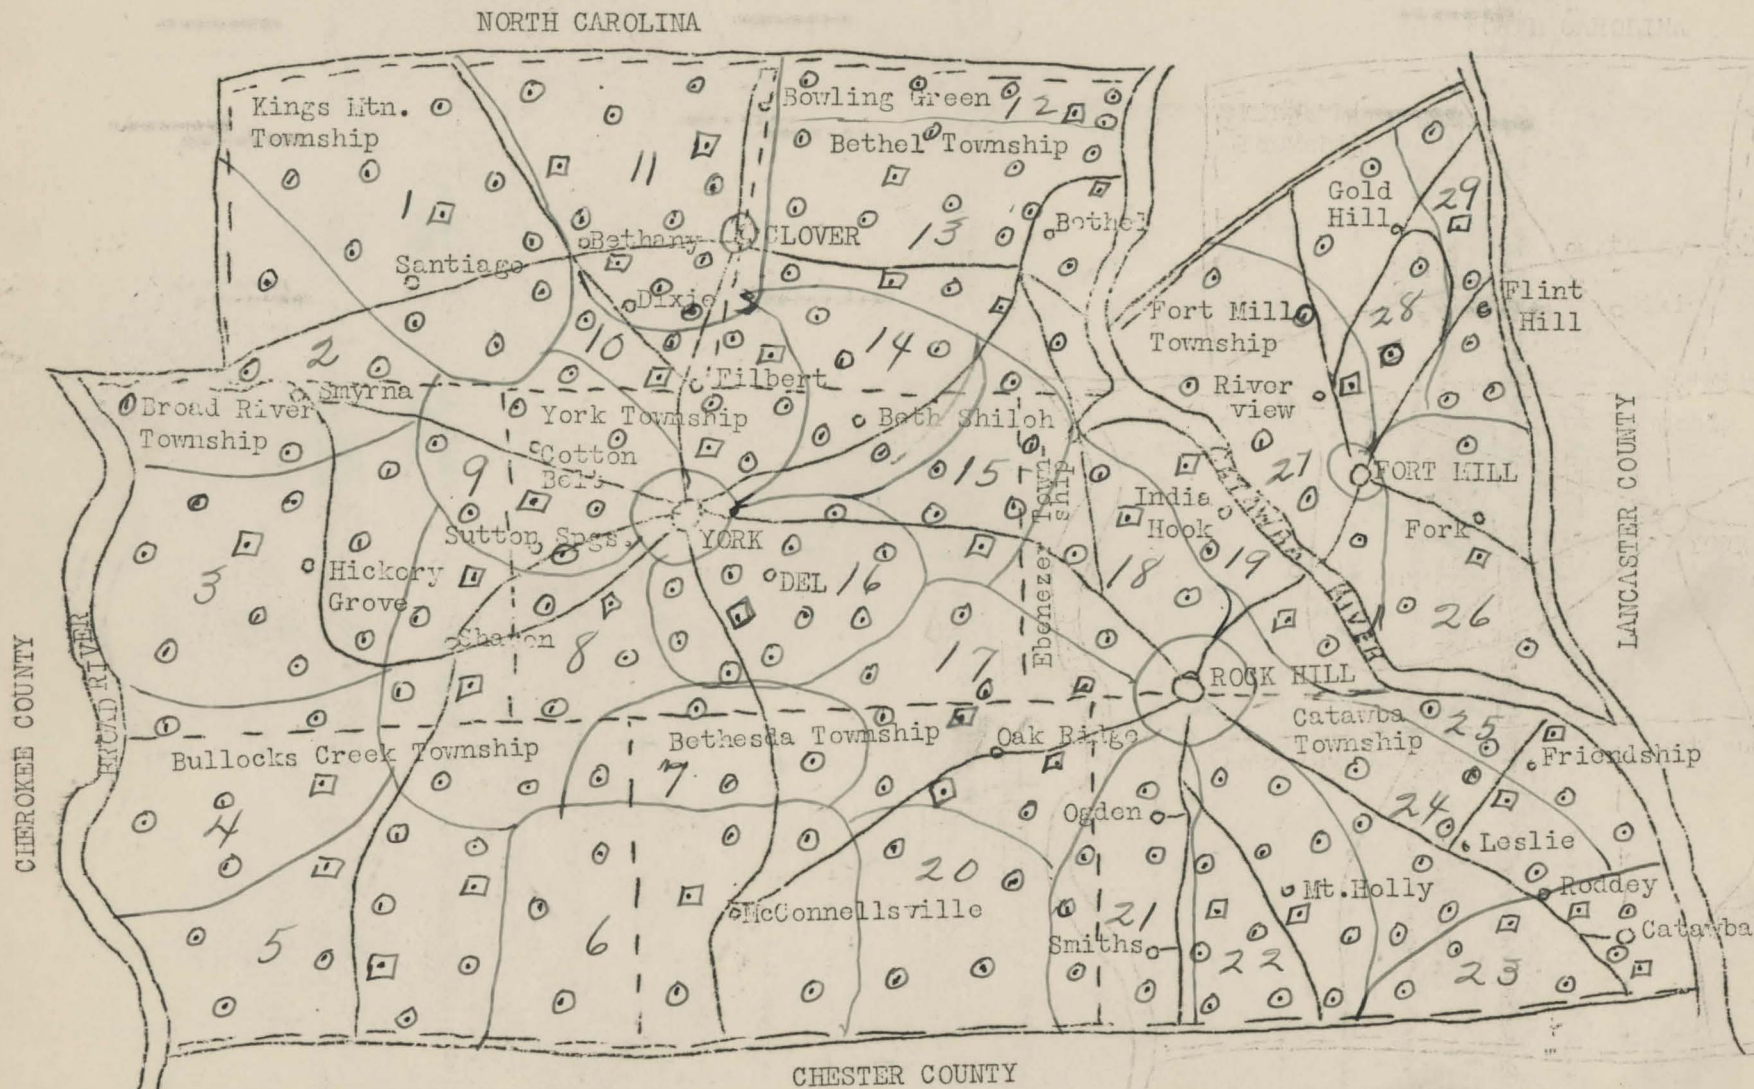 NORTH CAROLINA
Kings Mtn.
Township
Bowling Green
12
Bethel Township
1
11
Gold
Hill
29
Bethany
CLOVER
13
Bethel
Santiago
Dixie
Fort Mill
Township
28
Flint
Hill
2
10
14
Filbert
Smyrna
Broad River
Township
York Township
Beth Shiloh
River
view
Cotton
Belt
9
15
Ebenezer Town-
ship
India
Hook
27
FORT MILL
Fork
LANCASTER COUNTY
CATAWBA RIVER
Sutton Spgs.
YORK
3
Hickory
Grove
DEL
16
18
19
26
CHEROKEE COUNTY
BROAD RIVER
Sharon
8
17
ROCK HILL
Bullocks Creek Township
Bethesda Township
Oak Ridge
Catawba
Township
25
Friendship
7
4
Ogden
24
Leslie
20
Mt.Holly
Roddey
McConnellsville
21
5
6
Smiths
22
23
Catawba
CHESTER COUNTY